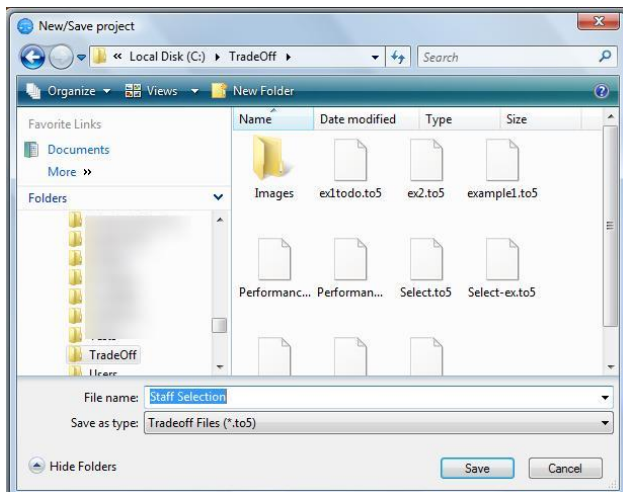 New/Save project
« Local Disk (C:) ▸ TradeOff ▸
Search
Organize
Views
New Folder
Favorite Links
Documents
More »
Folders
TradeOff
Users
Name
Date modified
Type
Size
Images
ex1todo.to5
ex2.to5
example1.to5
Performanc...
Performan...
Select.to5
Select-ex.to5
File name: Staff Selection
Save as type: Tradeoff Files (*.to5)
Hide Folders
Save
Cancel